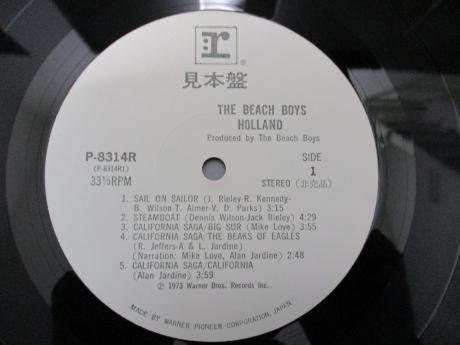 r ®
見本盤
THE BEACH BOYS
HOLLAND
Produced by The Beach Boys
P-8314R
(P-8314R1)
33⅓RPM
SIDE
1
STEREO (非売品)
1. SAIL ON SAILOR (J. Rieley-R. Kennedy-
B. Wilson-T. Almer-V. D. Parks) 3:15
2. STEAMBOAT (Dennis Wilson-Jack Rieley) 4:29
3. CALIFORNIA SAGA/BIG SUR (Mike Love) 3:55
4. CALIFORNIA SAGA/THE BEAKS OF EAGLES
(R. Jeffers-A & L. Jardine)
(Narration: Mike Love, Alan Jardine) 2:48
5. CALIFORNIA SAGA/CALIFORNIA
(Alan Jardine) 3:59
℗ 1973 Warner Bros. Records Inc.
MADE BY WARNER PIONEER CORPORATION, JAPAN.